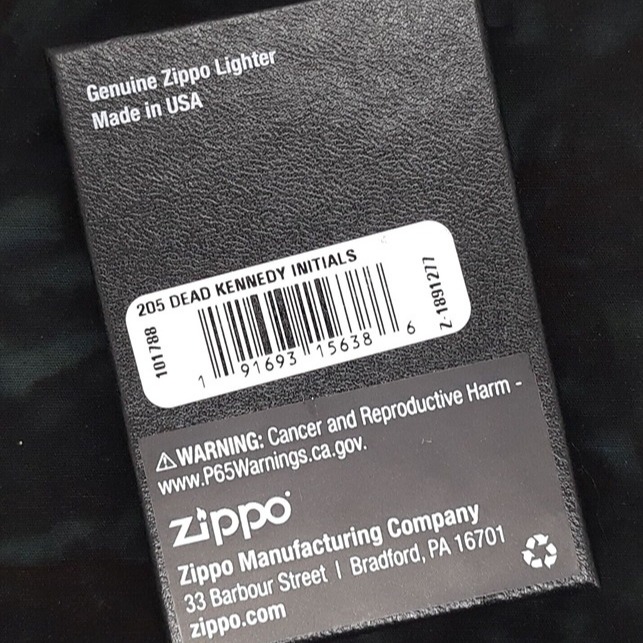 Genuine Zippo Lighter
Made in USA
205 DEAD KENNEDY INITIALS
101788
1 91693 15638 6
Z-1891277
⚠WARNING: Cancer and Reproductive Harm -
www.P65Warnings.ca.gov.
zippo
Zippo Manufacturing Company
33 Barbour Street | Bradford, PA 16701
zippo.com